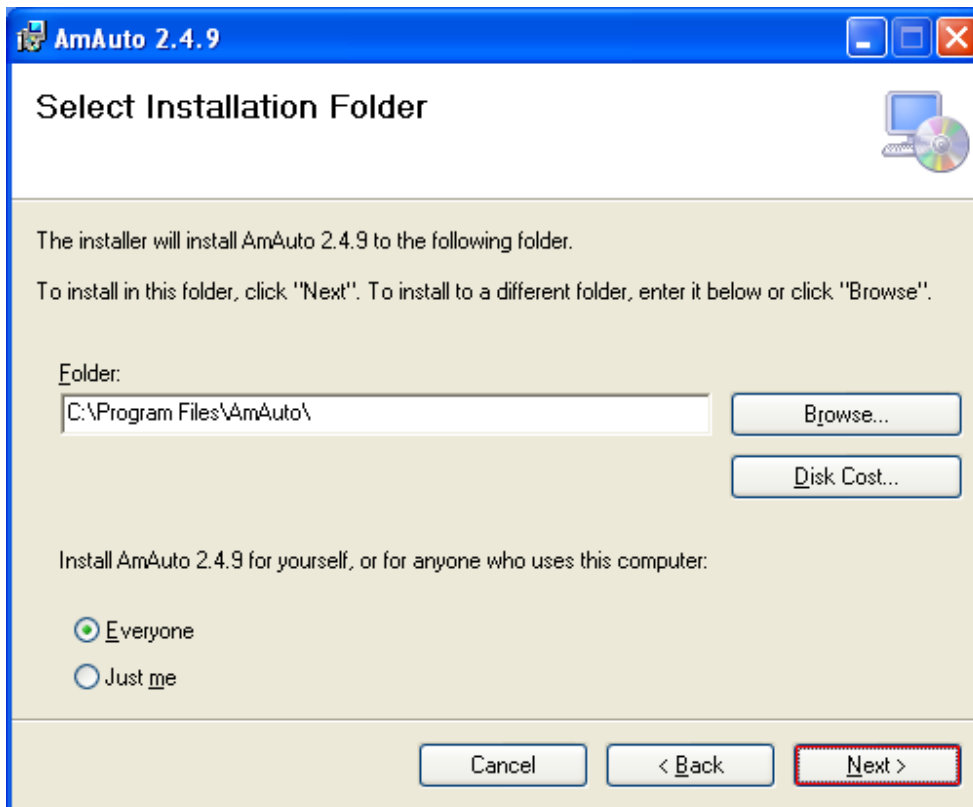 AmAuto 2.4.9
Select Installation Folder
The installer will install AmAuto 2.4.9 to the following folder.
To install in this folder, click "Next". To install to a different folder, enter it below or click "Browse".
Folder:
C:\Program Files\AmAuto\
Browse...
Disk Cost...
Install AmAuto 2.4.9 for yourself, or for anyone who uses this computer:
Everyone
Just me
Cancel
< Back
Next >